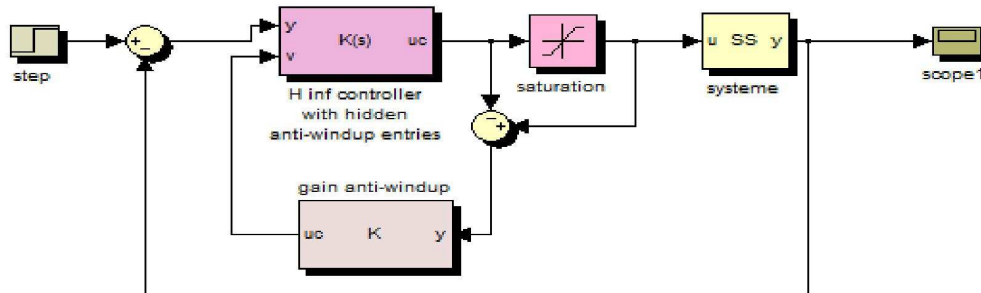 step
y
v
K(s)
uc
H inf controller
with hidden
anti-windup entries
saturation
u SS y
systeme
scope1
gain anti-windup
uc K y